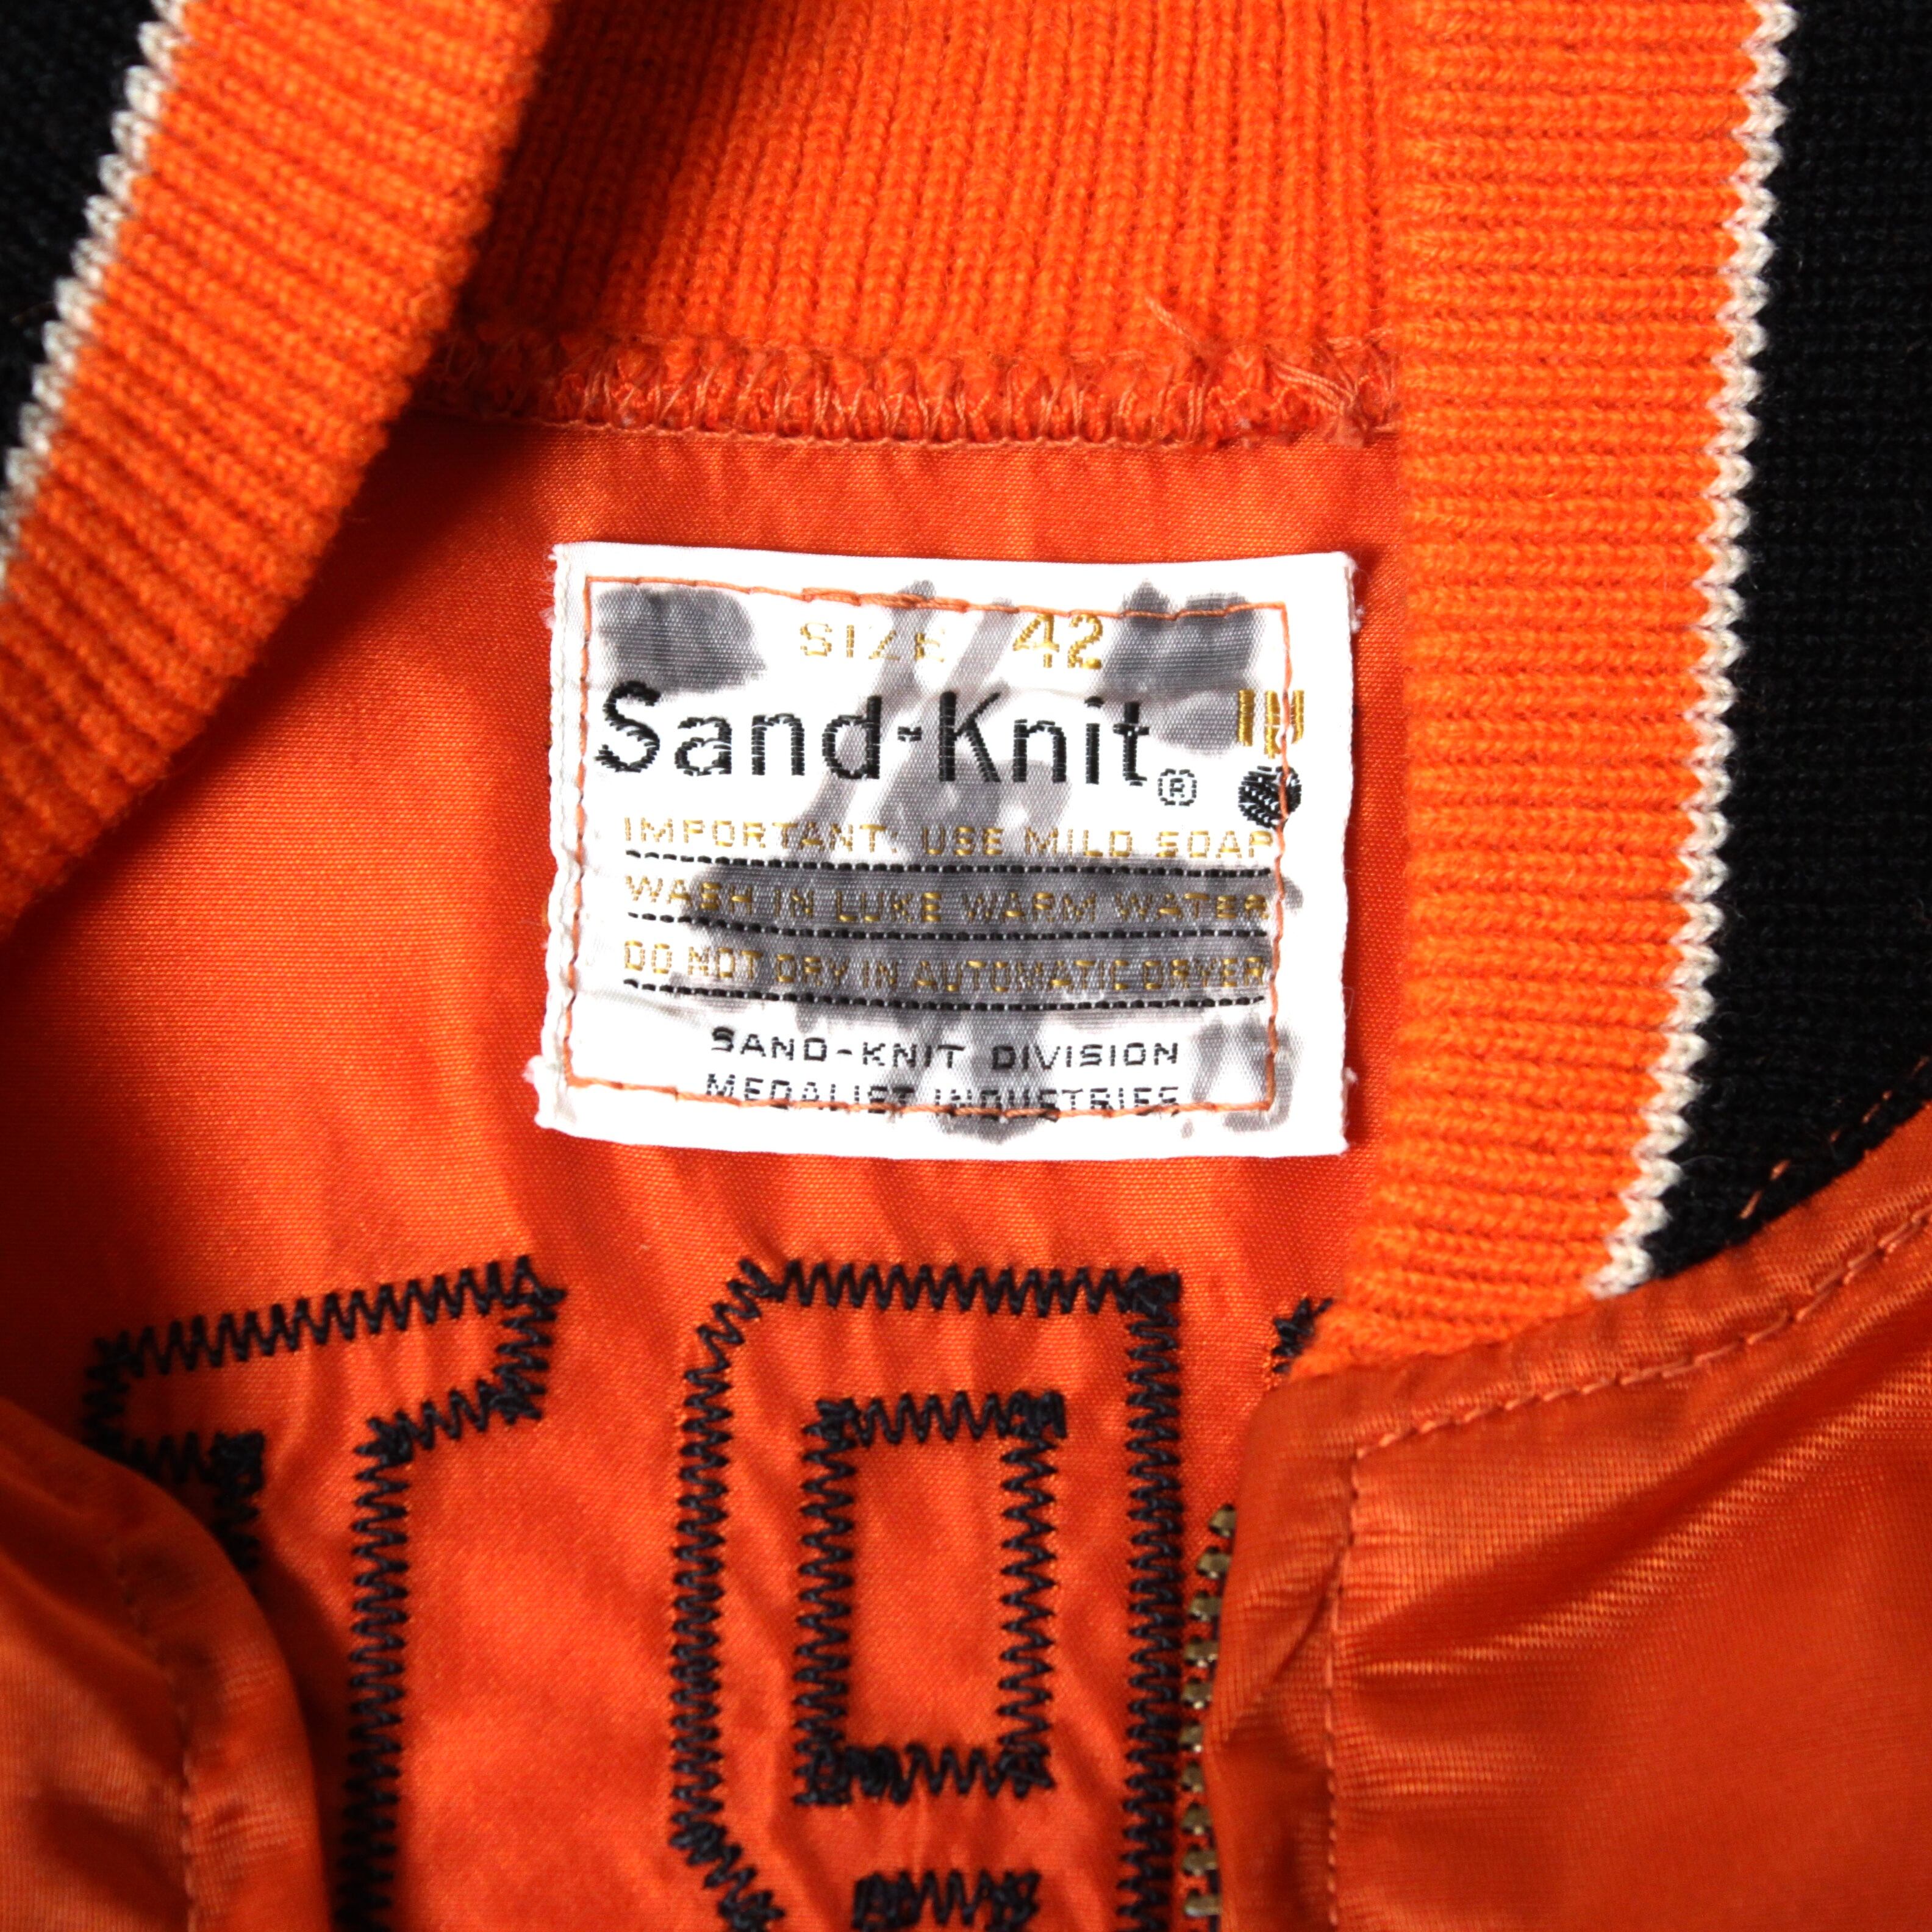 SIZE 42
Sand-Knit®
IMPORTANT: USE MILD SOAP
WASH IN LUKE WARM WATER
DO NOT DRY IN AUTOMATIC DRYER
SAND-KNIT DIVISION
MEDALIST INDUSTRIES